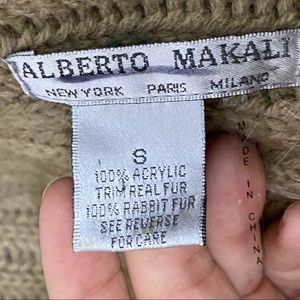 ALBERTO MAKALI
NEW YORK PARIS MILANO
S
100% ACRYLIC
TRIM REAL FUR
100% RABBIT FUR
SEE REVERSE
FOR CARE
MADE IN CHINA